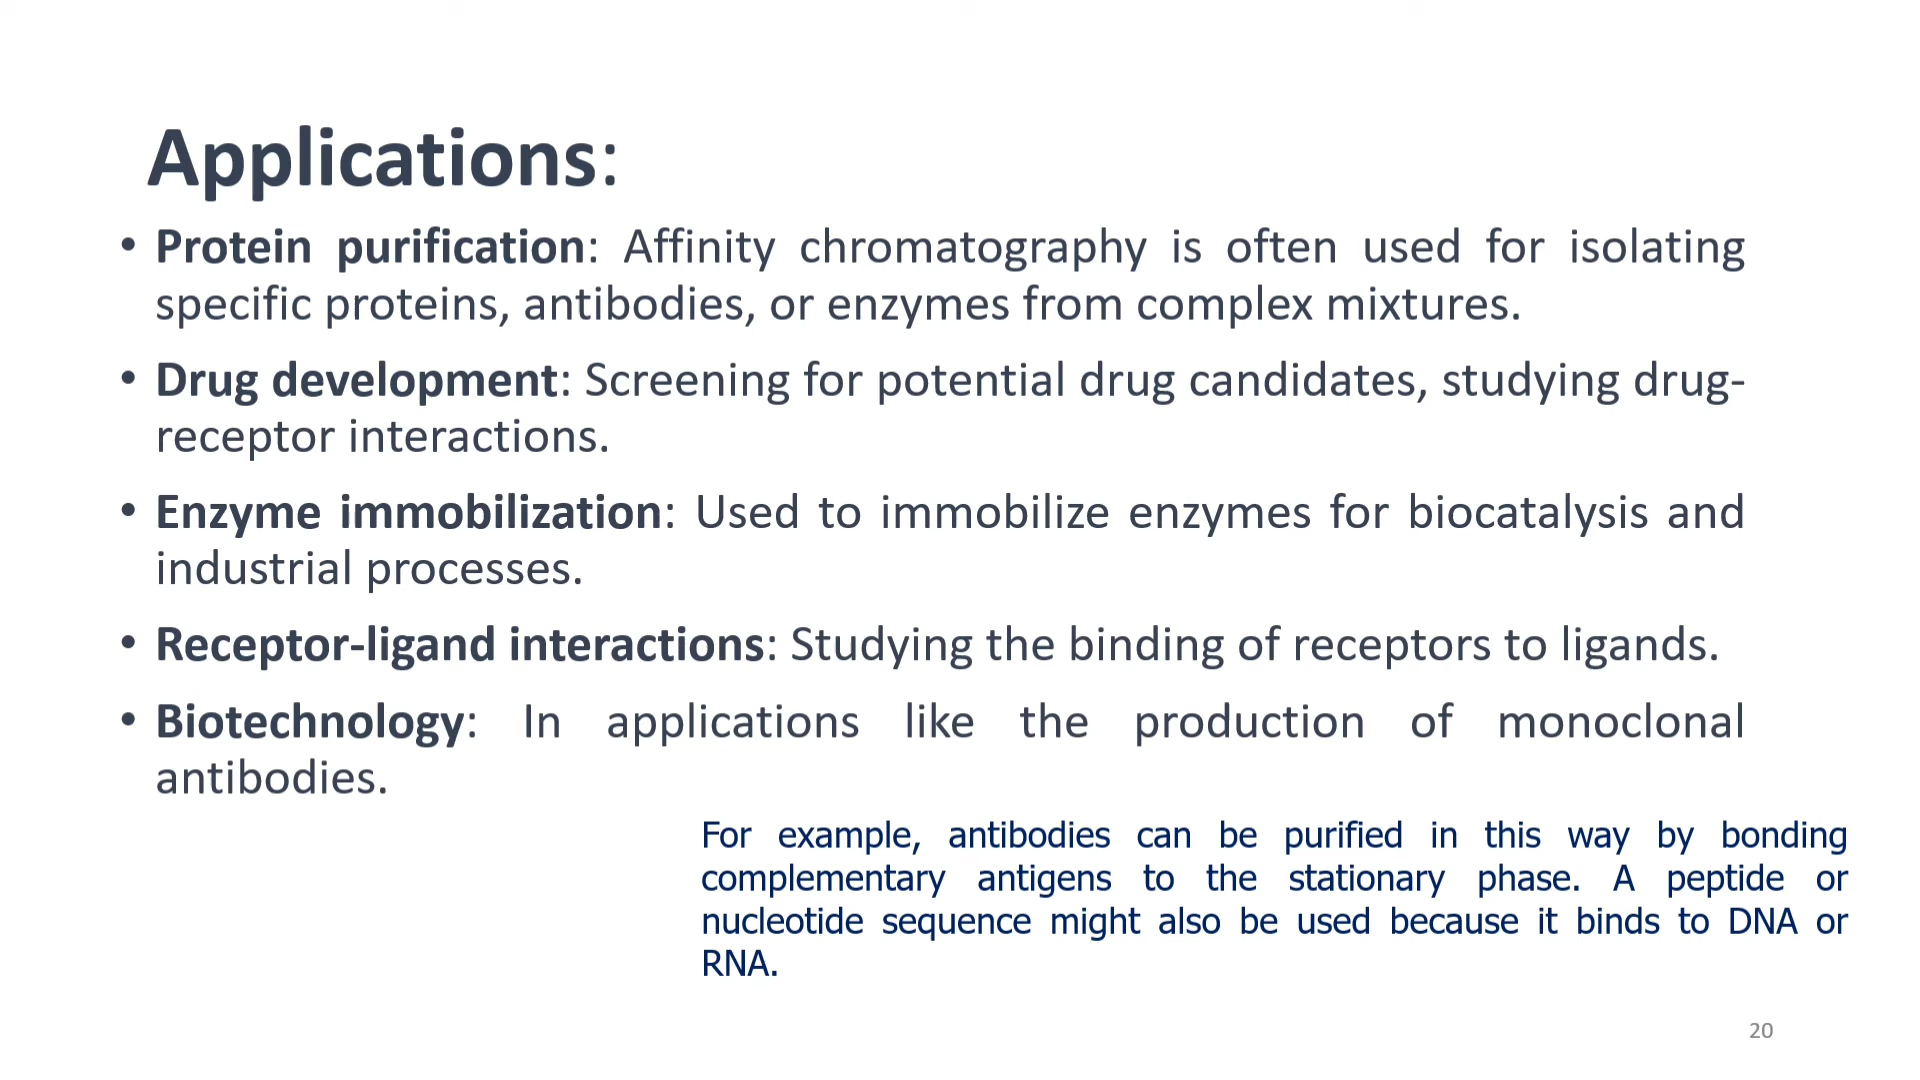 Applications:
• Protein purification: Affinity chromatography is often used for isolating
specific proteins, antibodies, or enzymes from complex mixtures.
• Drug development: Screening for potential drug candidates, studying drug-
receptor interactions.
• Enzyme immobilization: Used to immobilize enzymes for biocatalysis and
industrial processes.
• Receptor-ligand interactions: Studying the binding of receptors to ligands.
• Biotechnology: In applications like the production of monoclonal
antibodies.
For example, antibodies can be purified in this way by bonding
complementary antigens to the stationary phase. A peptide or
nucleotide sequence might also be used because it binds to DNA or
RNA.
20